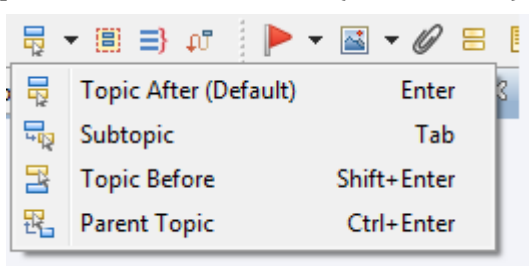 Topic After (Default) Enter
Subtopic Tab
Topic Before Shift+Enter
Parent Topic Ctrl+Enter